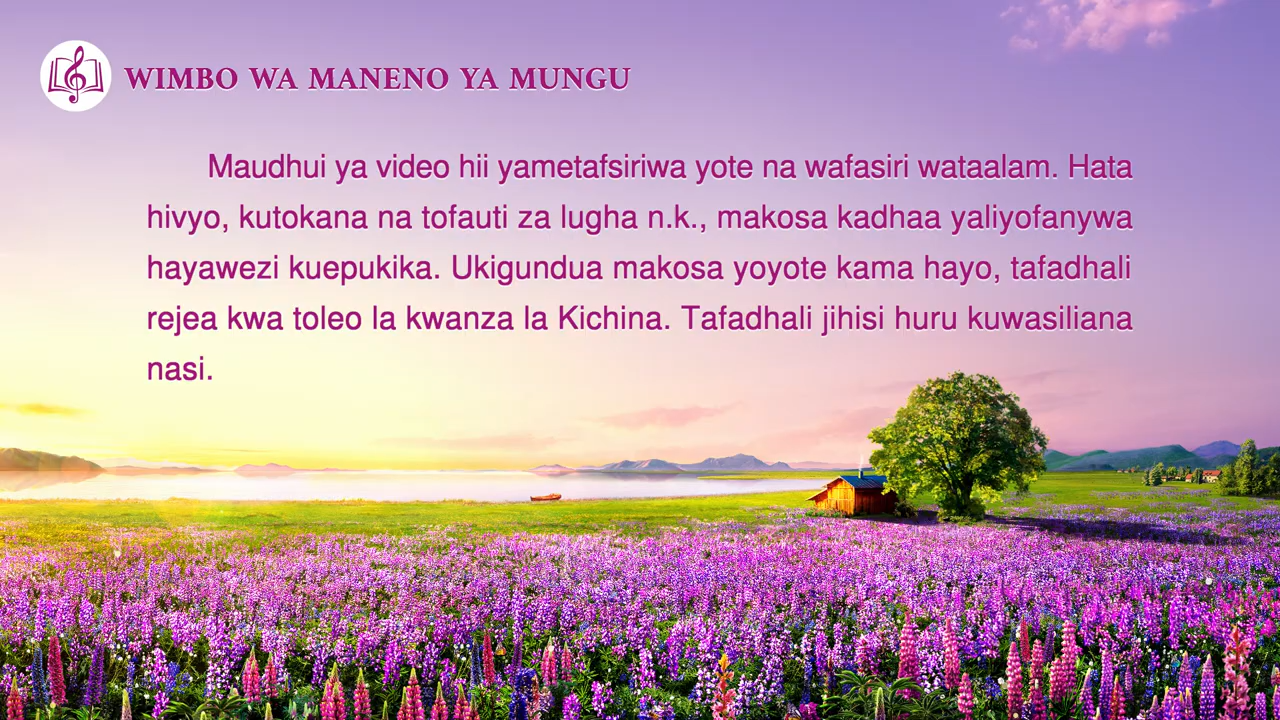 WIMBO WA MANENO YA MUNGU
Maudhui ya video hii yametafsiriwa yote na wafasiri wataalam. Hata
hivyo, kutokana na tofauti za lugha n.k., makosa kadhaa yaliyofanywa
hayawezi kuepukika. Ukigundua makosa yoyote kama hayo, tafadhali
rejea kwa toleo la kwanza la Kichina. Tafadhali jihisi huru kuwasiliana
nasi.